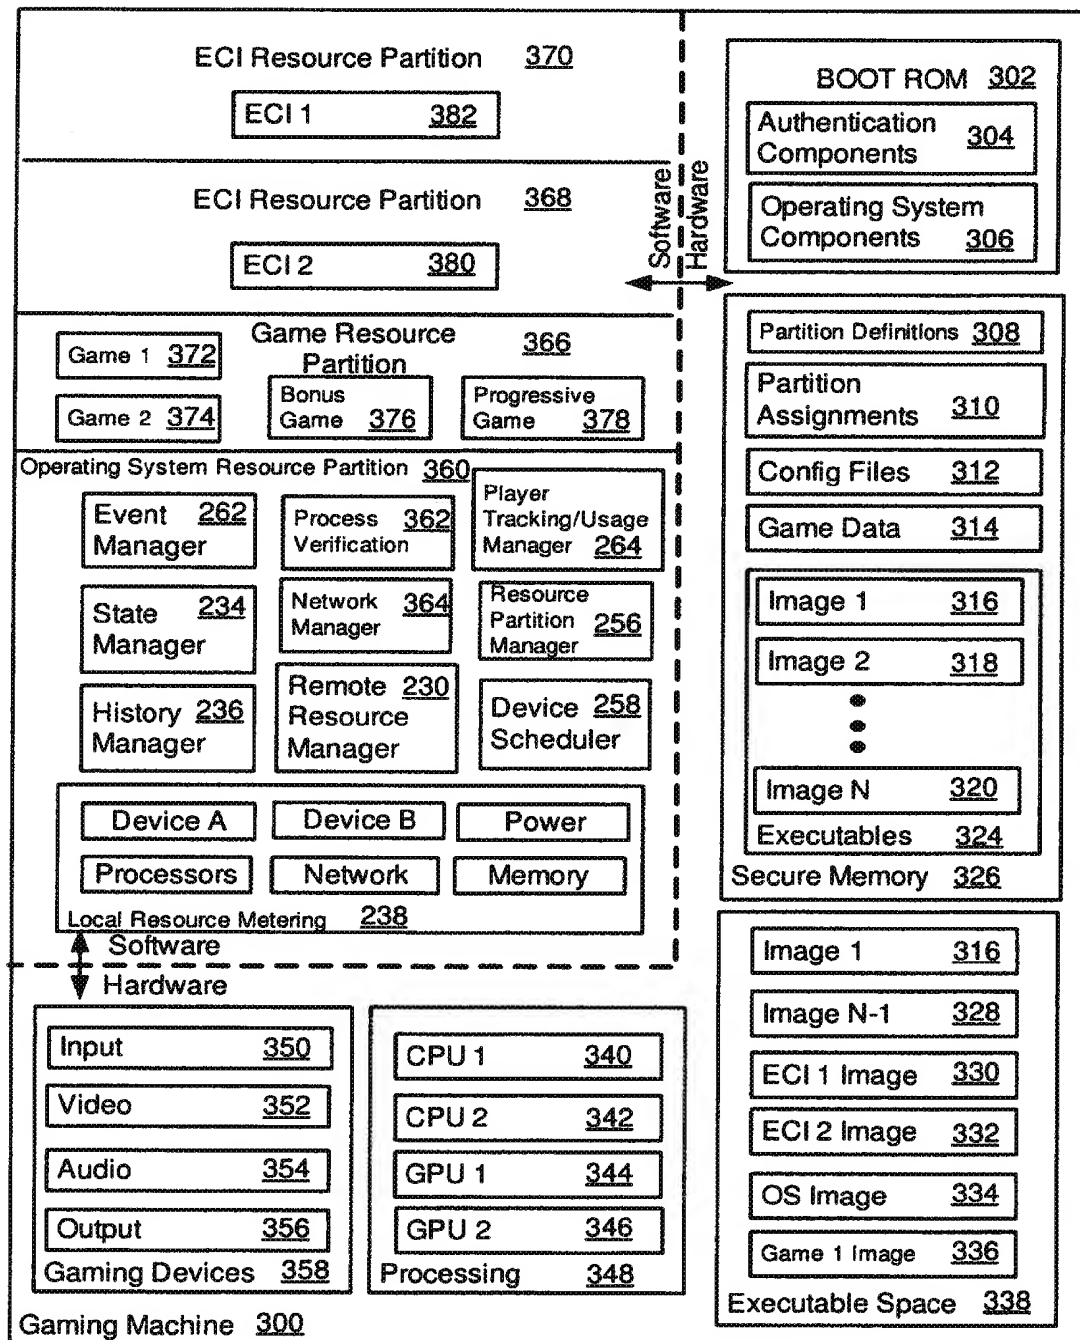 ECI Resource Partition 370
ECI 1 382
ECI Resource Partition 368
ECI 2 380
Software
Hardware
Game Resource
Partition 366
Game 1 372
Game 2 374
Bonus
Game 376
Progressive
Game 378
Operating System Resource Partition 360
Event 262
Manager
Process 362
Verification
Player
Tracking/Usage
Manager 264
State 234
Manager
Network 364
Manager
Resource
Partition 256
Manager
History 236
Manager
Remote 230
Resource
Manager
Device 258
Scheduler
Device A
Device B
Power
Processors
Network
Memory
Local Resource Metering 238
Software
Hardware
Input 350
Video 352
Audio 354
Output 356
Gaming Devices 358
CPU 1 340
CPU 2 342
GPU 1 344
GPU 2 346
Processing 348
Gaming Machine 300
BOOT ROM 302
Authentication
Components 304
Operating System
Components 306
Partition Definitions 308
Partition
Assignments 310
Config Files 312
Game Data 314
Image 1 316
Image 2 318
Image N 320
Executables 324
Secure Memory 326
Image 1 316
Image N-1 328
ECI 1 Image 330
ECI 2 Image 332
OS Image 334
Game 1 Image 336
Executable Space 338